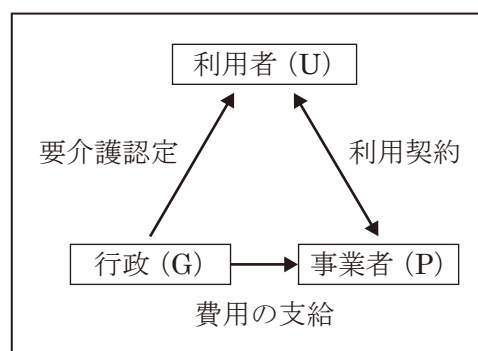 利用者（U）
要介護認定
利用契約
行政（G）
事業者（P）
費用の支給